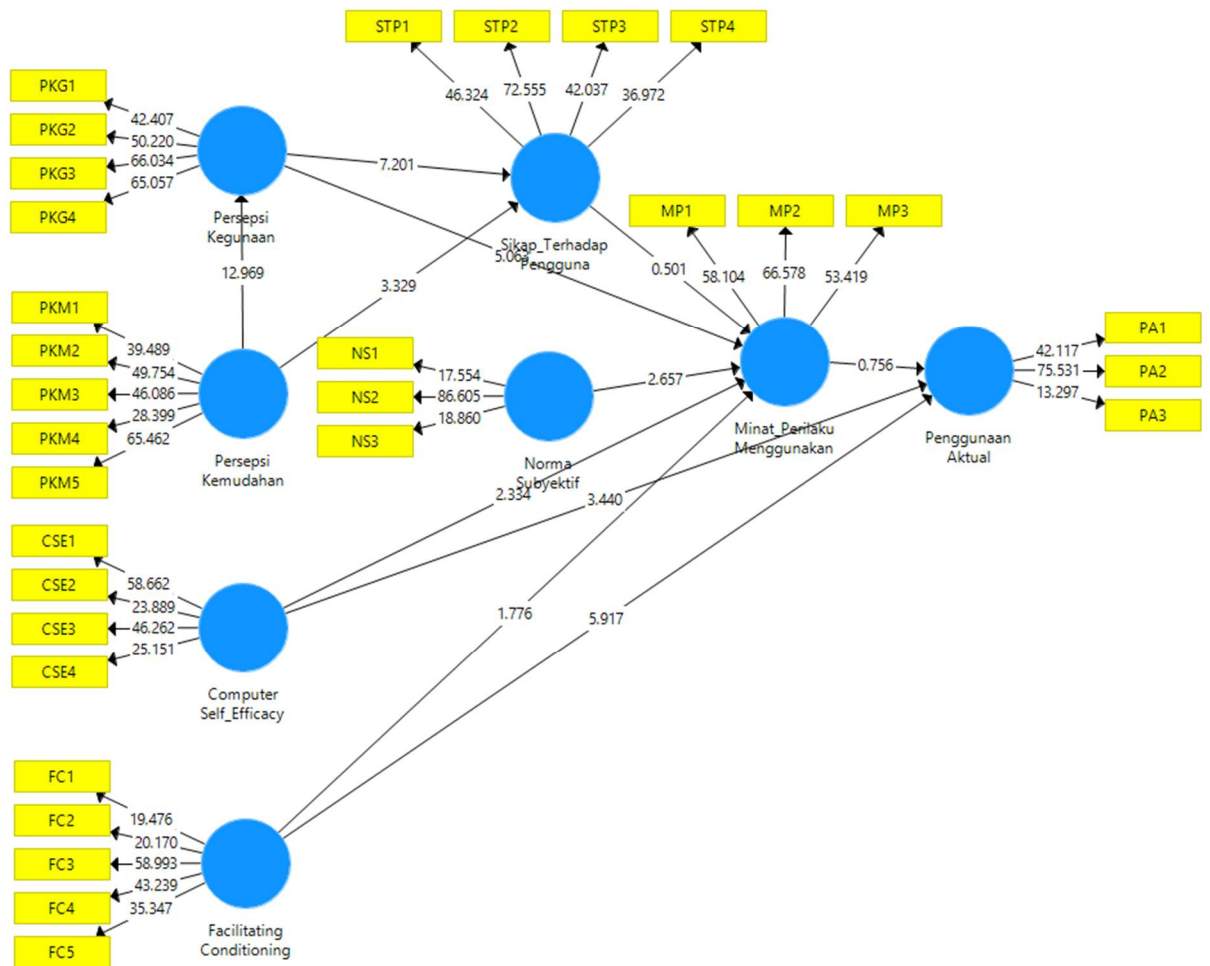 STP1
STP2
STP3
STP4
46.324
72.555
42.037
36.972
PKG1
PKG2
PKG3
PKG4
42.407
50.220
66.034
65.057
Persepsi
Kegunaan
7.201
Sikap_Terhadap
Pengguna
MP1
MP2
MP3
0.501
58.104
66.578
53.419
12.969
3.329
PKM1
PKM2
PKM3
PKM4
PKM5
39.489
49.754
46.086
28.399
65.462
Persepsi
Kemudahan
NS1
NS2
NS3
17.554
86.605
18.860
Norma
Subyektif
2.657
Minat_Perilaku
Menggunakan
0.756
Penggunaan
Aktual
42.117
75.531
13.297
PA1
PA2
PA3
2.334
3.440
CSE1
CSE2
CSE3
CSE4
58.662
23.889
46.262
25.151
Computer
Self_Efficacy
1.776
5.917
FC1
FC2
FC3
FC4
FC5
19.476
20.170
58.993
43.239
35.347
Facilitating
Conditioning